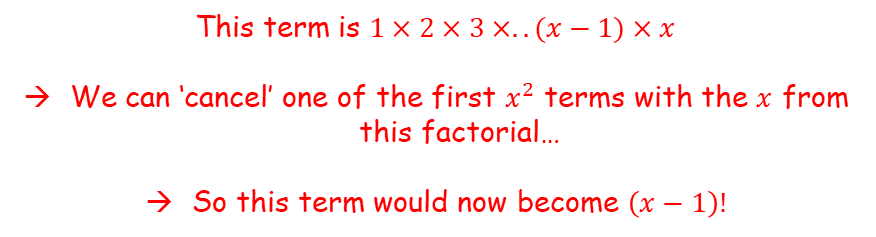 This term is 1 × 2 × 3 ×. . (x − 1) × x
→ We can 'cancel' one of the first x² terms with the x from
this factorial…
→ So this term would now become (x − 1)!